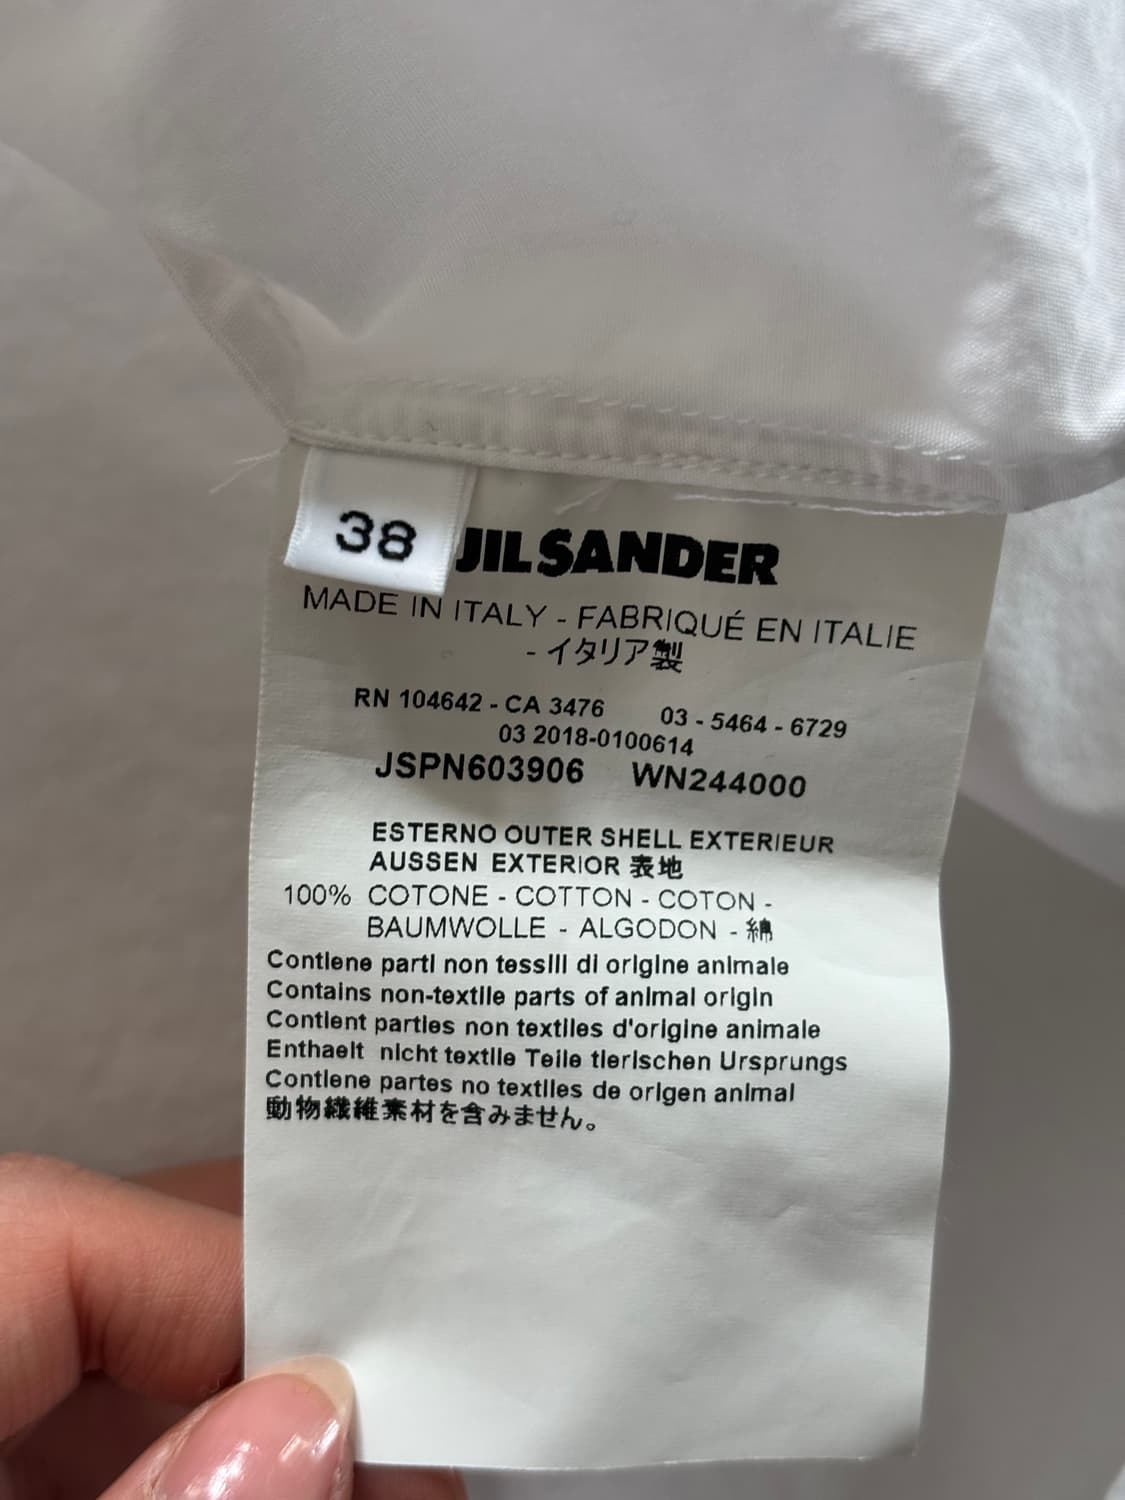 38
JIL SANDER
MADE IN ITALY - FABRIQUÉ EN ITALIE
- イタリア製
RN 104642 - CA 3476 03 - 5464 - 6729
03 2018-0100614
JSPN603906 WN244000
ESTERNO OUTER SHELL EXTERIEUR
AUSSEN EXTERIOR 表地
100% COTONE - COTTON - COTON -
BAUMWOLLE - ALGODON - 綿
Contiene parti non tessili di origine animale
Contains non-textile parts of animal origin
Contient parties non textiles d'origine animale
Enthaelt nicht textile Teile tierischen Ursprungs
Contiene partes no textiles de origen animal
動物繊維素材を含みません。